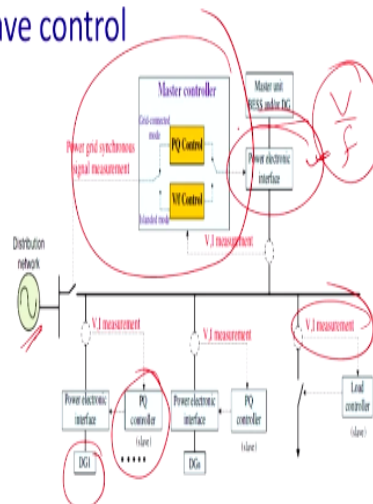 ave control
Master controller
Master unit
BESS and/or DG
Grid-connected
mode
PQ Control
Power grid synchronous
signal measurement
Power electronic
interface
V/f Control
Islanded mode
V
f
V,I measurement
Distribution
network
V,I measurement
V,I measurement
V,I measurement
Power electronic
interface
PQ
controller
(slave)
Power electronic
interface
PQ
controller
(slave)
Load
controller
(slave)
DG1
.....
DGn